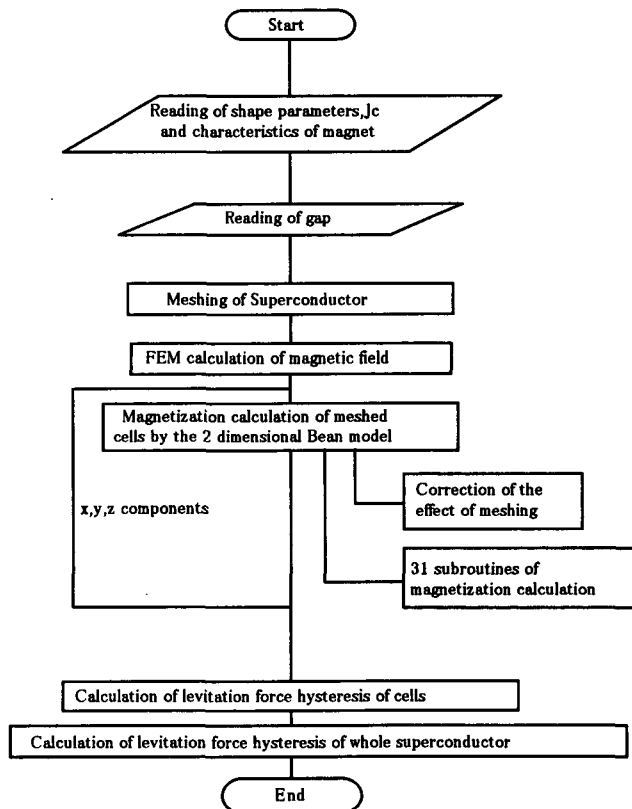 Start
Reading of shape parameters,Jc
and characteristics of magnet
Reading of gap
Meshing of Superconductor
FEM calculation of magnetic field
Magnetization calculation of meshed
cells by the 2 dimensional Bean model
Correction of the
effect of meshing
x,y,z components
31 subroutines of
magnetization calculation
Calculation of levitation force hysteresis of cells
Calculation of levitation force hysteresis of whole superconductor
End